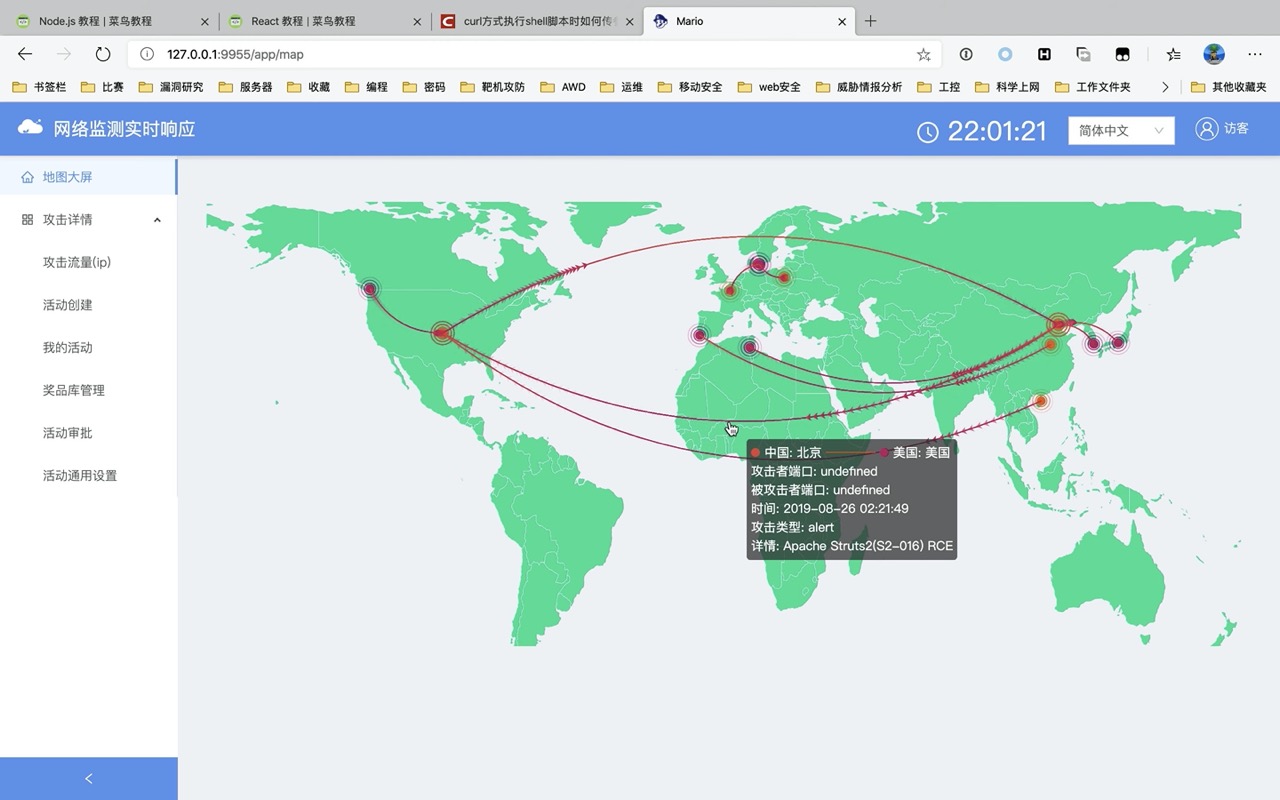 Node.js 教程 | 菜鸟教程
React 教程 | 菜鸟教程
curl方式执行shell脚本时如何传
Mario
127.0.0.1:9955/app/map
书签栏
比赛
漏洞研究
服务器
收藏
编程
密码
靶机攻防
AWD
运维
移动安全
web安全
威胁情报分析
工控
科学上网
工作文件夹
其他收藏夹
网络监测实时响应
22:01:21
简体中文
访客
地图大屏
攻击详情
攻击流量(ip)
活动创建
我的活动
奖品库管理
活动审批
活动通用设置
中国: 北京 美国: 美国
攻击者端口: undefined
被攻击者端口: undefined
时间: 2019-08-26 02:21:49
攻击类型: alert
详情: Apache Struts2(S2-016) RCE